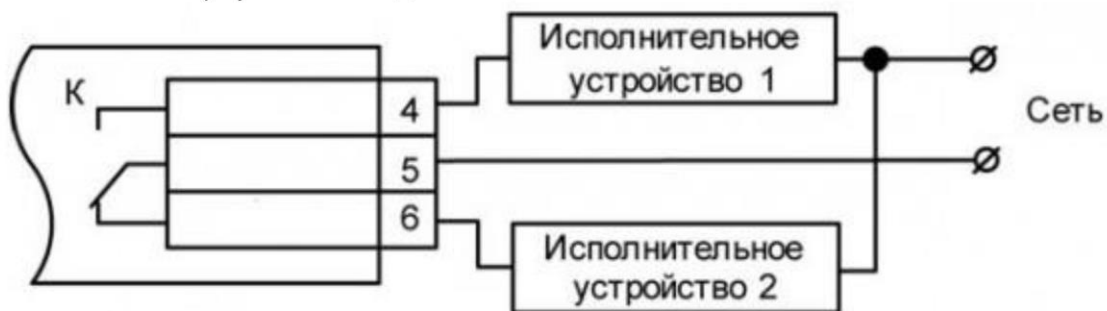 Исполнительное
устройство 1
К
4
Сеть
5
6
Исполнительное
устройство 2